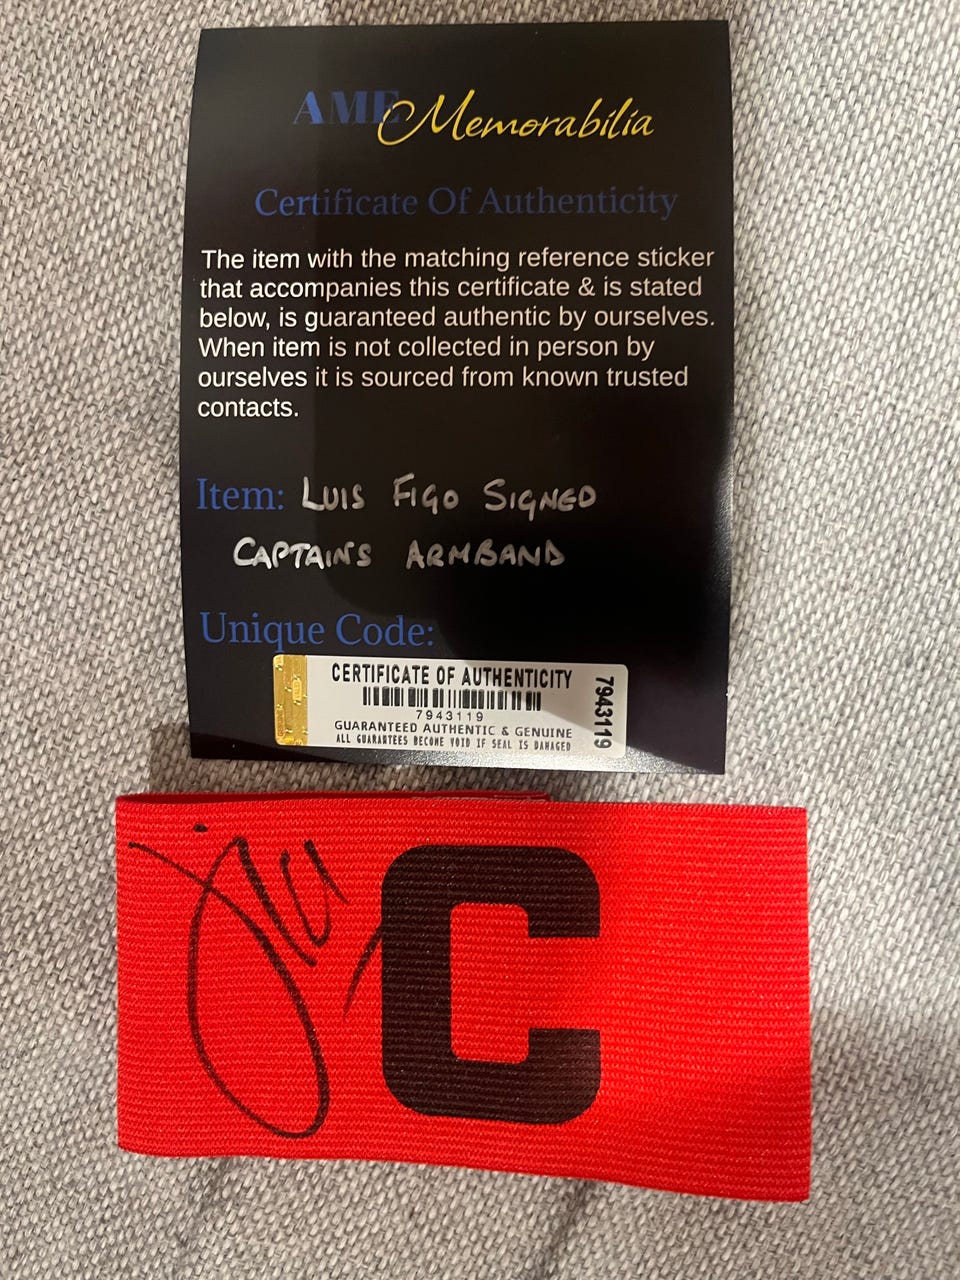 AME Memorabilia
Certificate Of Authenticity
The item with the matching reference sticker
that accompanies this certificate & is stated
below, is guaranteed authentic by ourselves.
When item is not collected in person by
ourselves it is sourced from known trusted
contacts.
Item: LUIS FIGO SIGNED
CAPTAINS ARMBAND
Unique Code:
CERTIFICATE OF AUTHENTICITY
7943119
GUARANTEED AUTHENTIC & GENUINE
ALL GUARANTEES BECOME VOID IF SEAL IS DAMAGED
7943119
C